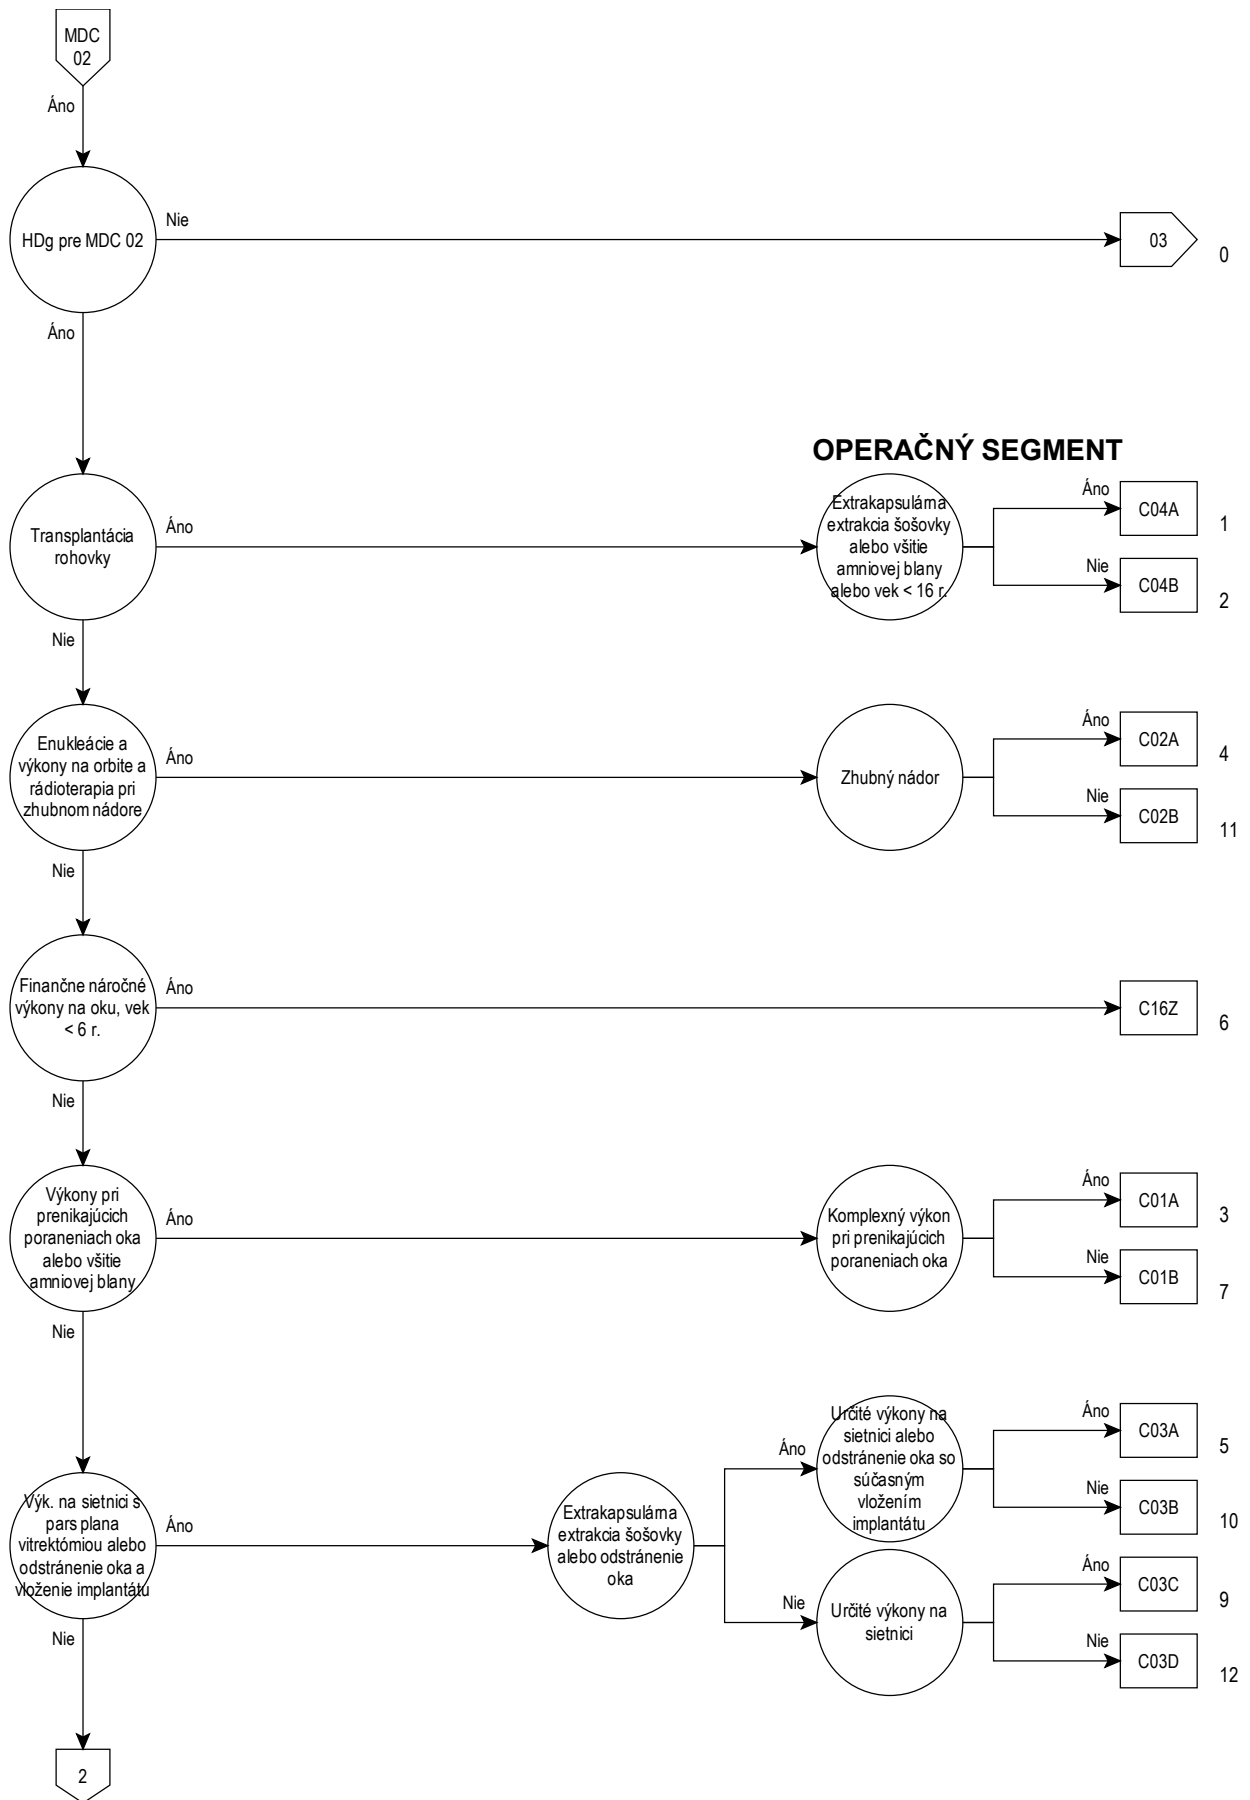 MDC
02
Áno
HDg pre MDC 02
Nie
03
0
Áno
OPERAČNÝ SEGMENT
Transplantácia
rohovky
Áno
Extrakapsulárna
extrakcia šošovky
alebo všitie
amniovej blany
alebo vek < 16 r.
Áno
C04A
1
Nie
C04B
2
Nie
Enukleácie a
výkony na orbite a
rádioterapia pri
zhubnom nádore
Áno
Zhubný nádor
Áno
C02A
4
Nie
C02B
11
Nie
Finančne náročné
výkony na oku, vek
< 6 r.
Áno
C16Z
6
Nie
Výkony pri
prenikajúcich
poraneniach oka
alebo všitie
amniovej blany
Áno
Komplexný výkon
pri prenikajúcich
poraneniach oka
Áno
C01A
3
Nie
C01B
7
Nie
Výk. na sietnici s
pars plana
vitrektómiou alebo
odstránenie oka a
vloženie implantátu
Áno
Extrakapsulárna
extrakcia šošovky
alebo odstránenie
oka
Áno
Určité výkony na
sietnici alebo
odstránenie oka so
súčasným
vložením
implantátu
Áno
C03A
5
Nie
C03B
10
Nie
Určité výkony na
sietnici
Áno
C03C
9
Nie
C03D
12
Nie
2